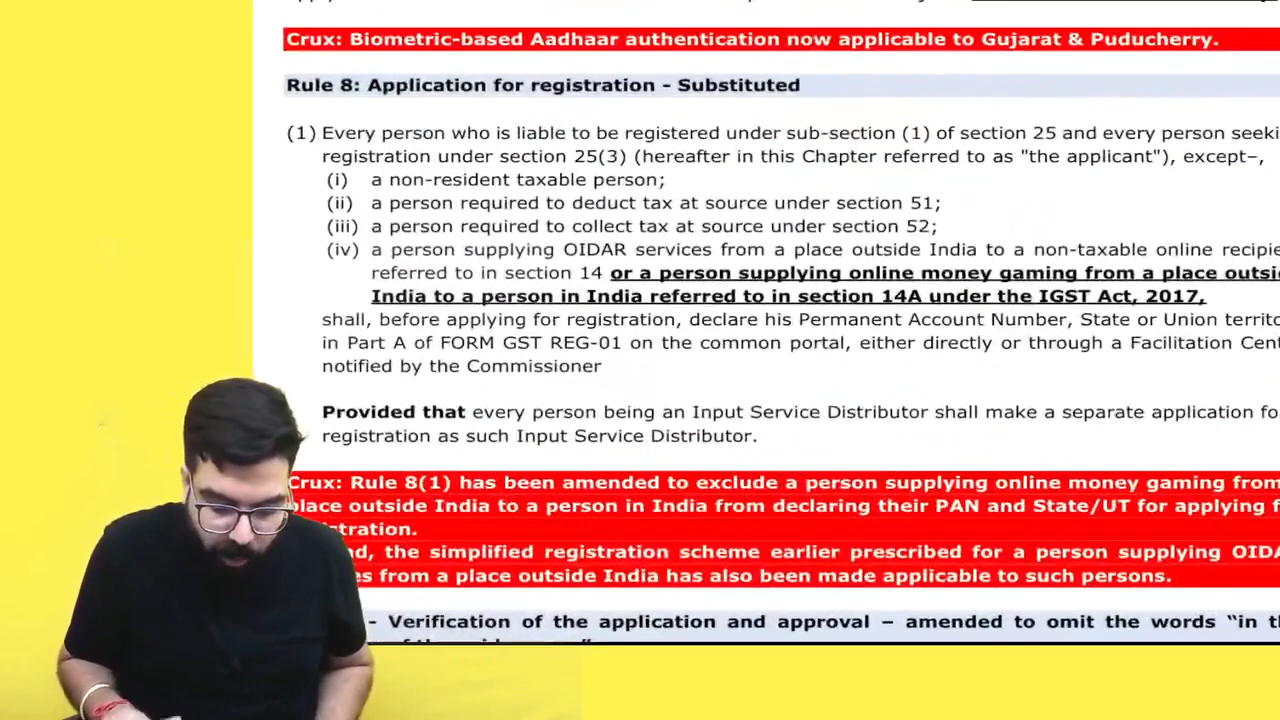 Crux: Biometric-based Aadhaar authentication now applicable to Gujarat & Puducherry.
Rule 8: Application for registration - Substituted
(1) Every person who is liable to be registered under sub-section (1) of section 25 and every person seeki
registration under section 25(3) (hereafter in this Chapter referred to as "the applicant"), except–,
(i) a non-resident taxable person;
(ii) a person required to deduct tax at source under section 51;
(iii) a person required to collect tax at source under section 52;
(iv) a person supplying OIDAR services from a place outside India to a non-taxable online recipie
referred to in section 14 or a person supplying online money gaming from a place outsi
India to a person in India referred to in section 14A under the IGST Act, 2017,
shall, before applying for registration, declare his Permanent Account Number, State or Union territo
in Part A of FORM GST REG-01 on the common portal, either directly or through a Facilitation Cent
notified by the Commissioner
Provided that every person being an Input Service Distributor shall make a separate application fo
registration as such Input Service Distributor.
Crux: Rule 8(1) has been amended to exclude a person supplying online money gaming from
place outside India to a person in India from declaring their PAN and State/UT for applying f
istration.
nd, the simplified registration scheme earlier prescribed for a person supplying OIDA
es from a place outside India has also been made applicable to such persons.
- Verification of the application and approval – amended to omit the words “in th